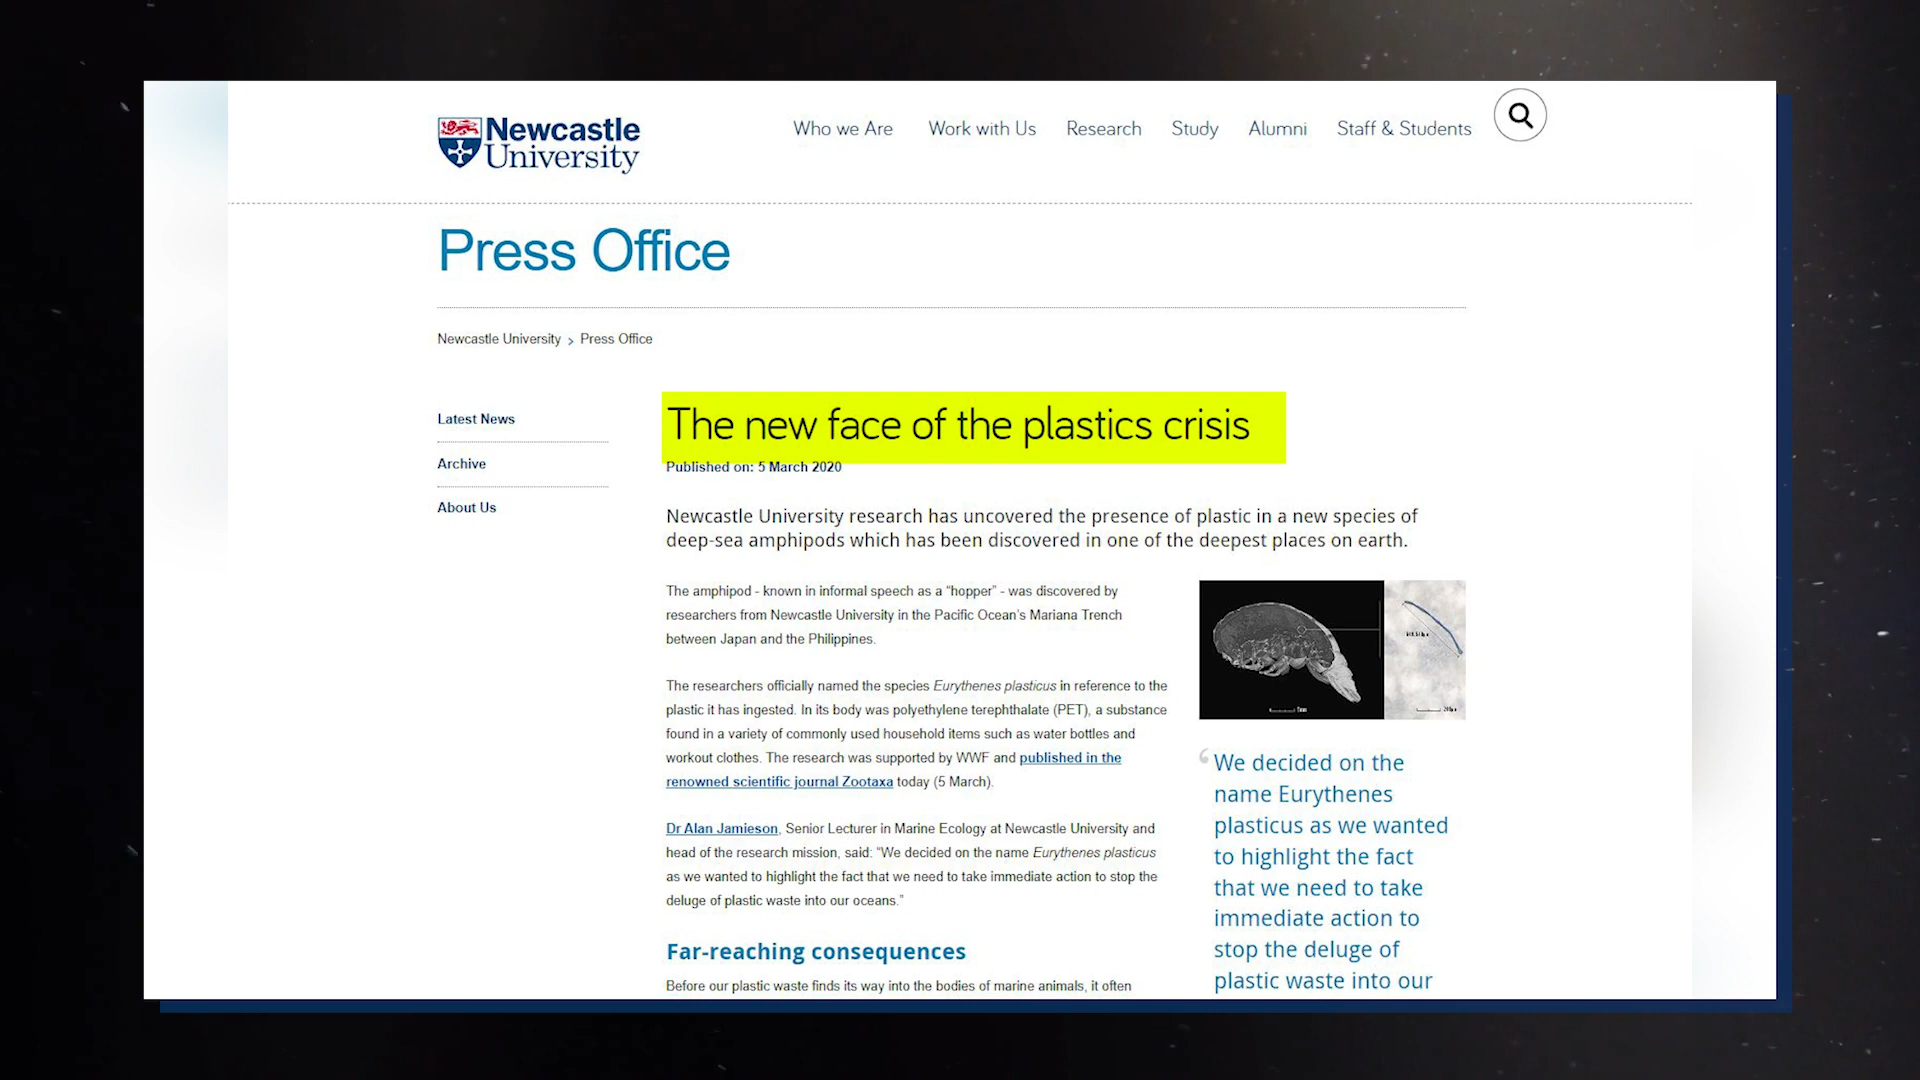 Newcastle
University
Who we Are
Work with Us
Research
Study
Alumni
Staff & Students
Press Office
Newcastle University > Press Office
Latest News
Archive
About Us
The new face of the plastics crisis
Published on: 5 March 2020
Newcastle University research has uncovered the presence of plastic in a new species of
deep-sea amphipods which has been discovered in one of the deepest places on earth.
The amphipod - known in informal speech as a “hopper” - was discovered by
researchers from Newcastle University in the Pacific Ocean’s Mariana Trench
between Japan and the Philippines.
The researchers officially named the species Eurythenes plasticus in reference to the
plastic it has ingested. In its body was polyethylene terephthalate (PET), a substance
found in a variety of commonly used household items such as water bottles and
workout clothes. The research was supported by WWF and published in the
renowned scientific journal Zootaxa today (5 March).
Dr Alan Jamieson, Senior Lecturer in Marine Ecology at Newcastle University and
head of the research mission, said: “We decided on the name Eurythenes plasticus
as we wanted to highlight the fact that we need to take immediate action to stop the
deluge of plastic waste into our oceans.”
Far-reaching consequences
Before our plastic waste finds its way into the bodies of marine animals, it often
‘ We decided on the
name Eurythenes
plasticus as we wanted
to highlight the fact
that we need to take
immediate action to
stop the deluge of
plastic waste into our